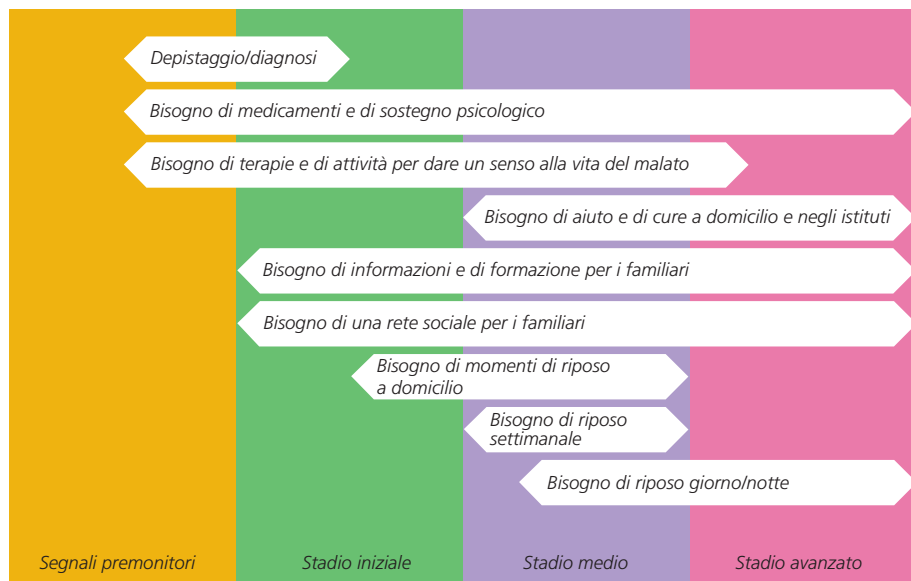 Depistaggio/diagnosi
Bisogno di medicamenti e di sostegno psicologico
Bisogno di terapie e di attività per dare un senso alla vita del malato
Bisogno di aiuto e di cure a domicilio e negli istituti
Bisogno di informazioni e di formazione per i familiari
Bisogno di una rete sociale per i familiari
Bisogno di momenti di riposo
a domicilio
Bisogno di riposo
settimanale
Bisogno di riposo giorno/notte
Segnali premonitori
Stadio iniziale
Stadio medio
Stadio avanzato